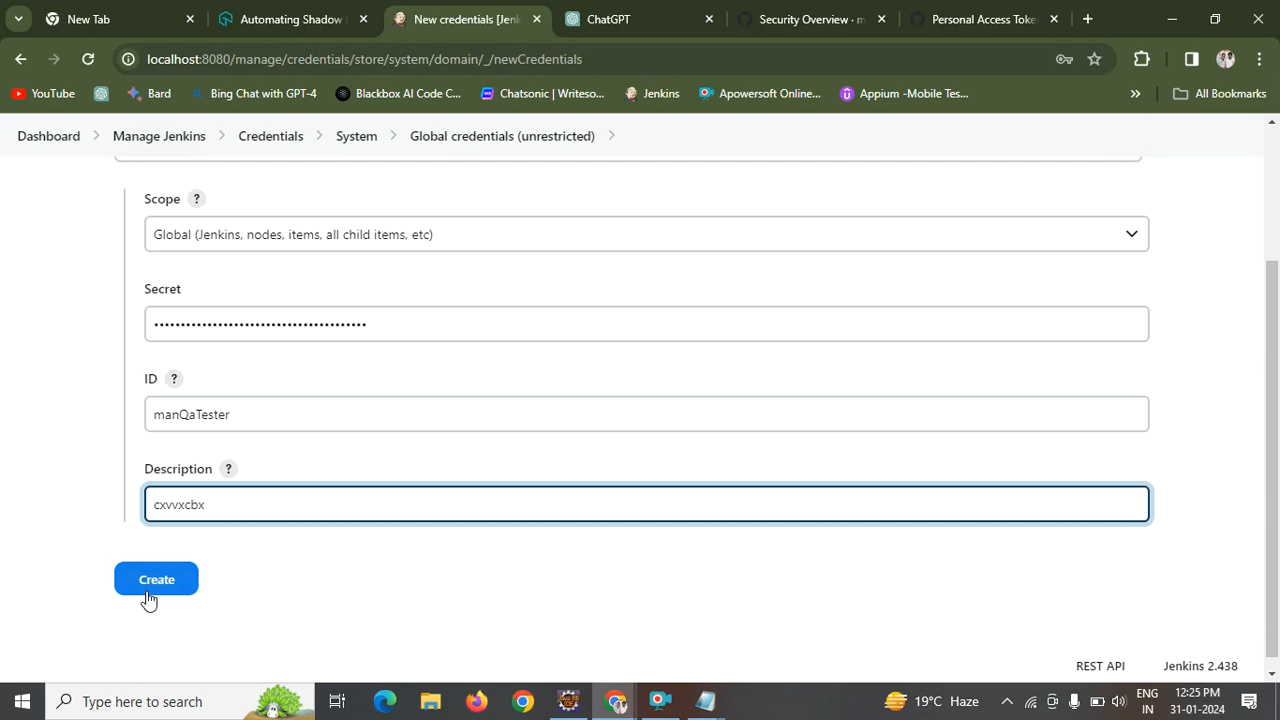 New Tab
Automating Shadow
New credentials [Jenk
ChatGPT
Security Overview · m
Personal Access Toke
localhost:8080/manage/credentials/store/system/domain/_/newCredentials
YouTube
Bard
Bing Chat with GPT-4
Blackbox AI Code C...
Chatsonic | Writeso...
Jenkins
Apowersoft Online...
Appium -Mobile Tes...
»
All Bookmarks
Dashboard > Manage Jenkins > Credentials > System > Global credentials (unrestricted) >
Scope ?
Global (Jenkins, nodes, items, all child items, etc)
Secret
••••••••••••••••••••••••••••••••••••••••
ID ?
manQaTester
Description ?
cxvvxcbx
Create
REST API Jenkins 2.438
Type here to search
19°C Haze
ENG
IN
12:25 PM
31-01-2024